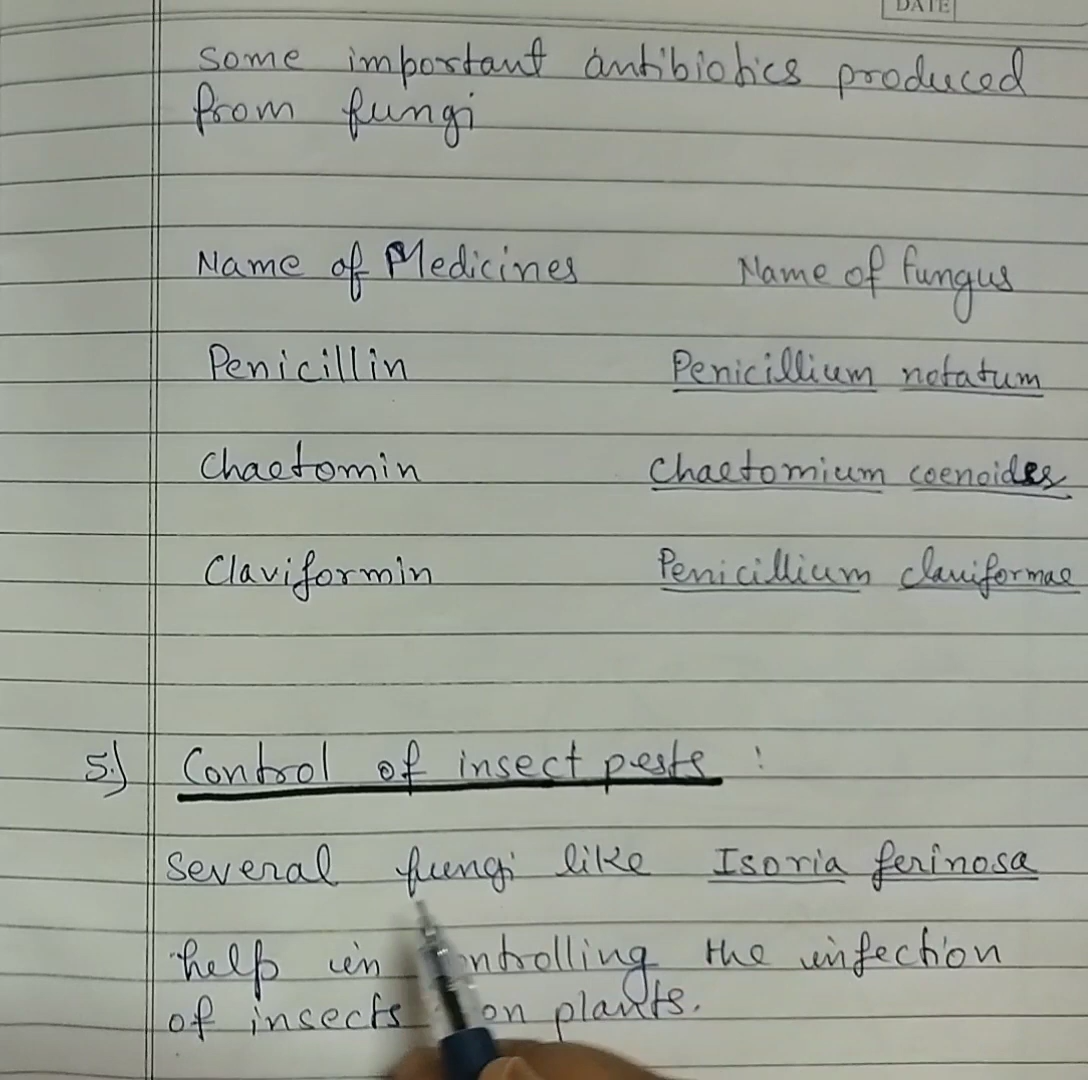 DATE
some important antibiotics produced
from fungi
Name of Medicines Name of fungus
Penicillin Penicillium notatum
Chaetomin Chaetomium coenoides
Claviformin Penicillium claviformae
5.) Control of insect pests :
Several fungi like Isoria ferinosa
help in controlling the infection
of insects on plants.